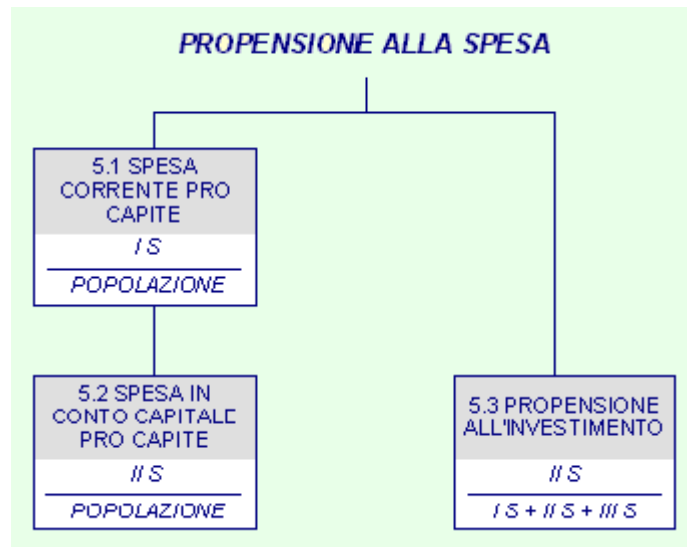 PROPENSIONE ALLA SPESA
5.1 SPESA
CORRENTE PRO
CAPITE
I S
POPOLAZIONE
5.2 SPESA IN
CONTO CAPITALE
PRO CAPITE
II S
POPOLAZIONE
5.3 PROPENSIONE
ALL'INVESTIMENTO
II S
I S + II S + III S